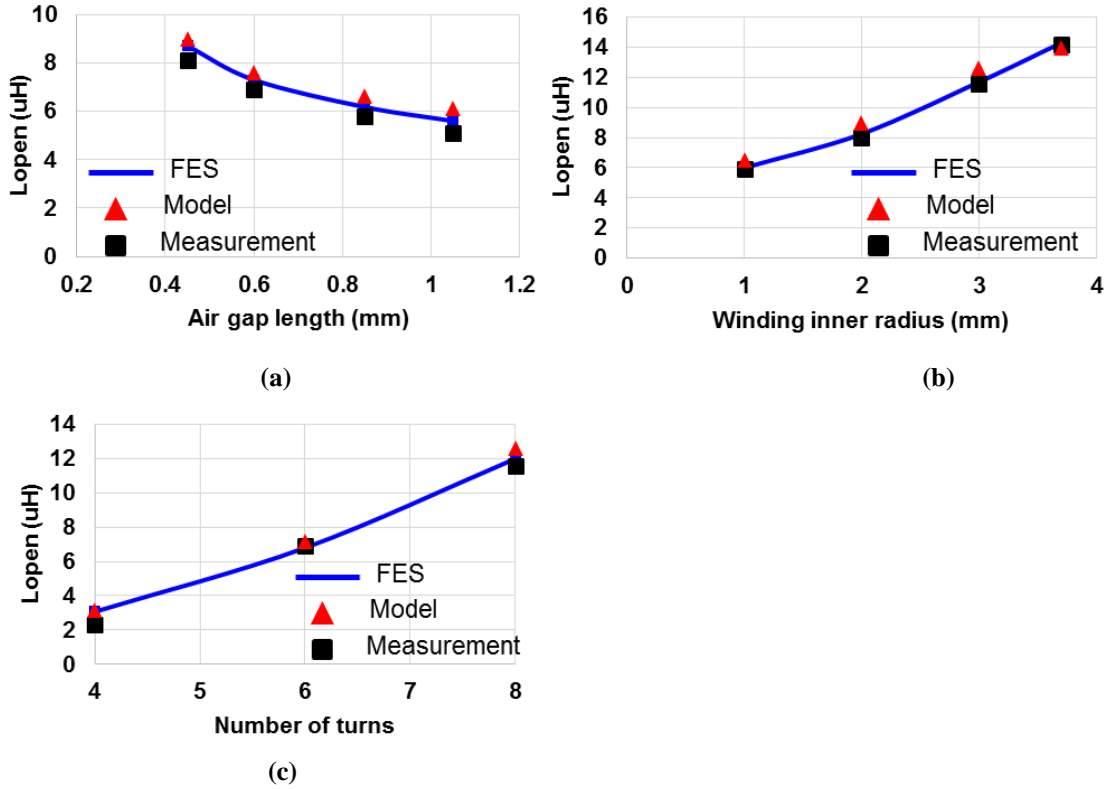 10
8
6
4
2
0
Lopen (uH)
FES
Model
Measurement
0.2 0.4 0.6 0.8 1 1.2
Air gap length (mm)
(a)
16
14
12
10
8
6
4
2
0
Lopen (uH)
FES
Model
Measurement
0 1 2 3 4
Winding inner radius (mm)
(b)
14
12
10
8
6
4
2
0
Lopen (uH)
FES
Model
Measurement
4 5 6 7 8
Number of turns
(c)